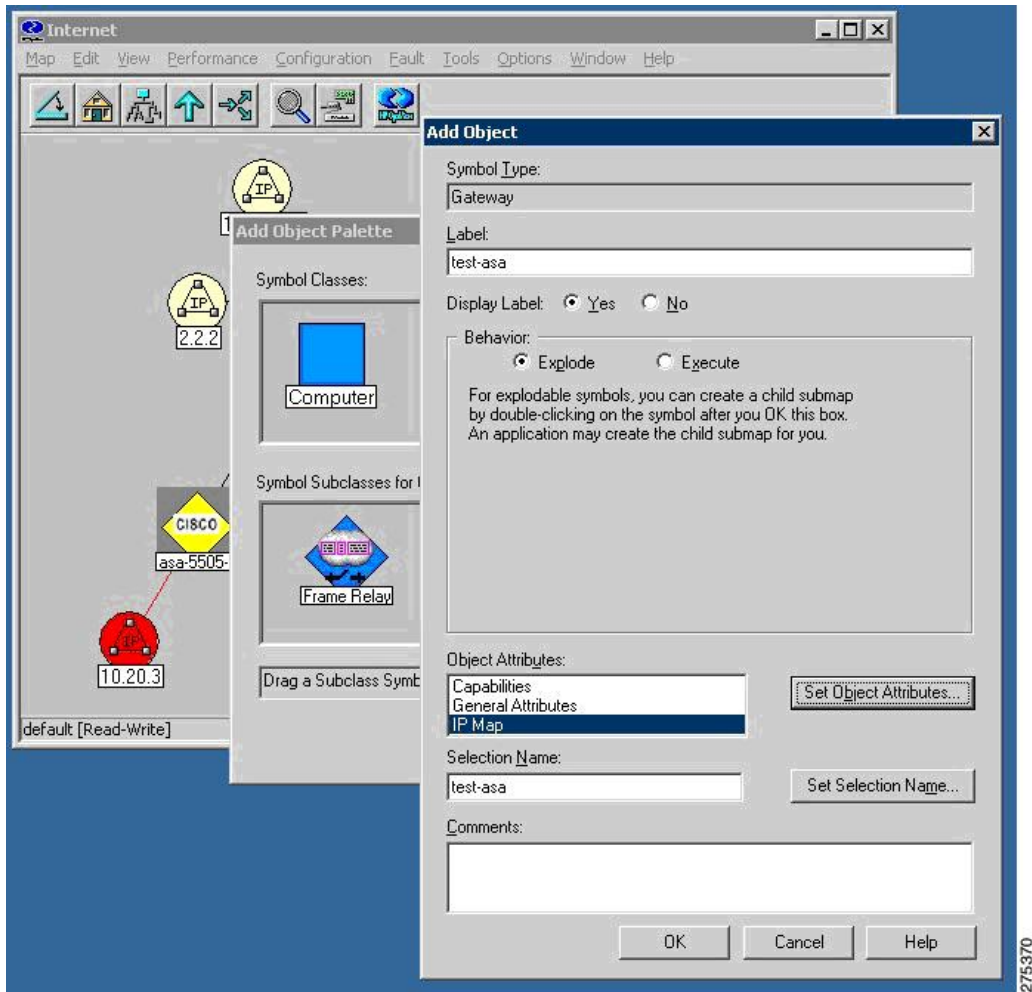 Internet
Map Edit View Performance Configuration Fault Tools Options Window Help
IP
IP
2.2.2
CISCO
asa-5505-
IP
10.20.3
default [Read-Write]
Add Object Palette
Symbol Classes:
Computer
Symbol Subclasses for
Frame Relay
Drag a Subclass Symb
Add Object
Symbol Type:
Gateway
Label:
test-asa
Display Label: Yes No
Behavior:
Explode Execute
For explodable symbols, you can create a child submap
by double-clicking on the symbol after you OK this box.
An application may create the child submap for you.
Object Attributes:
Capabilities
General Attributes
IP Map
Set Object Attributes...
Selection Name:
test-asa
Set Selection Name...
Comments:
OK Cancel Help
275370